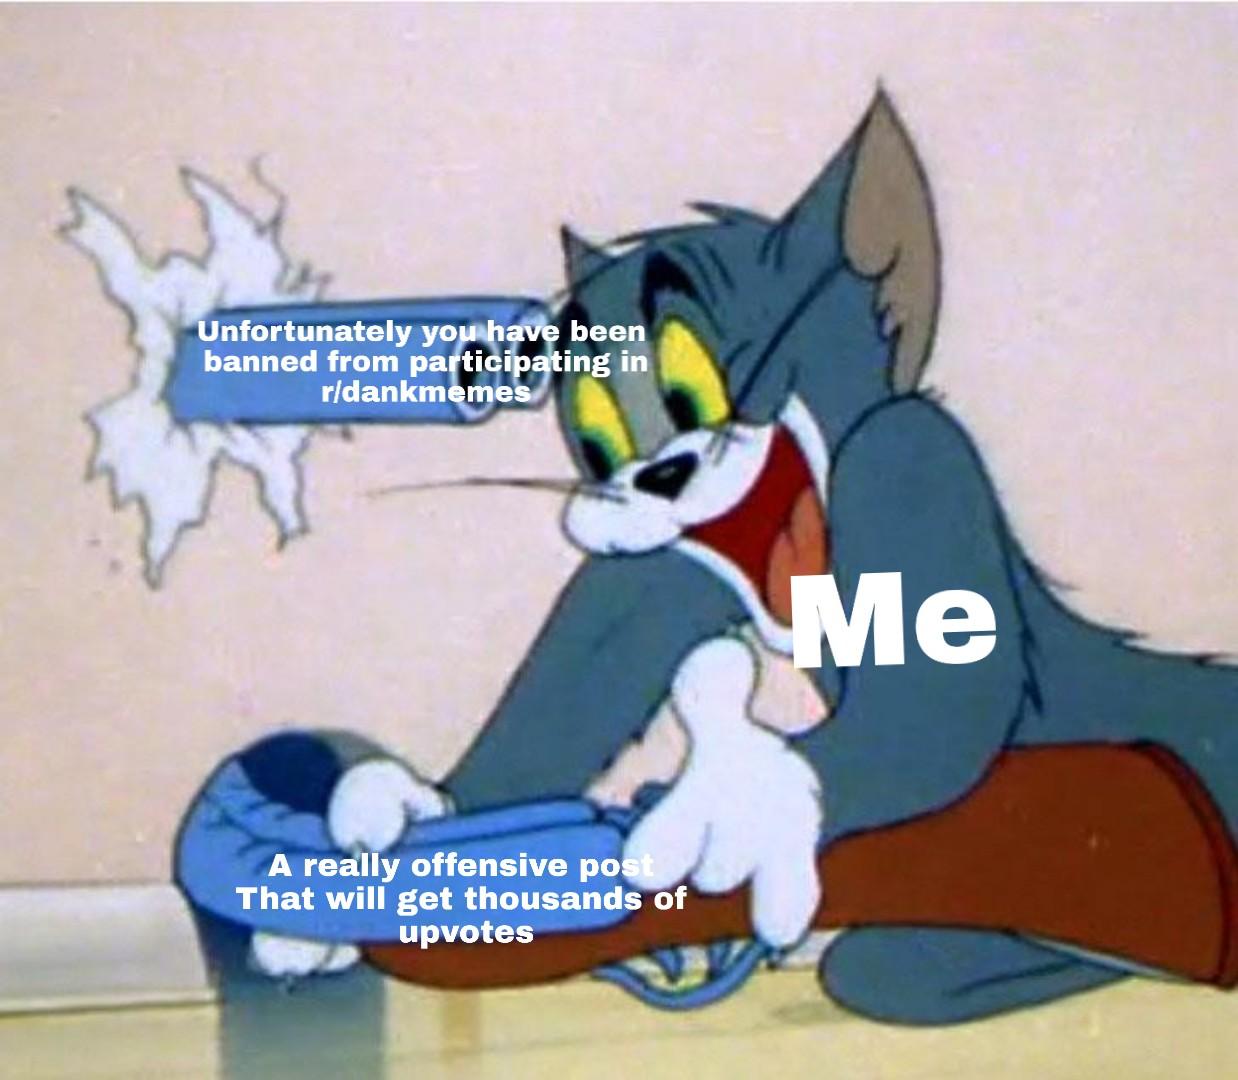 Unfortunately you have been
banned from participating in
r/dankmemes
Me
A really offensive post
That will get thousands of
upvotes